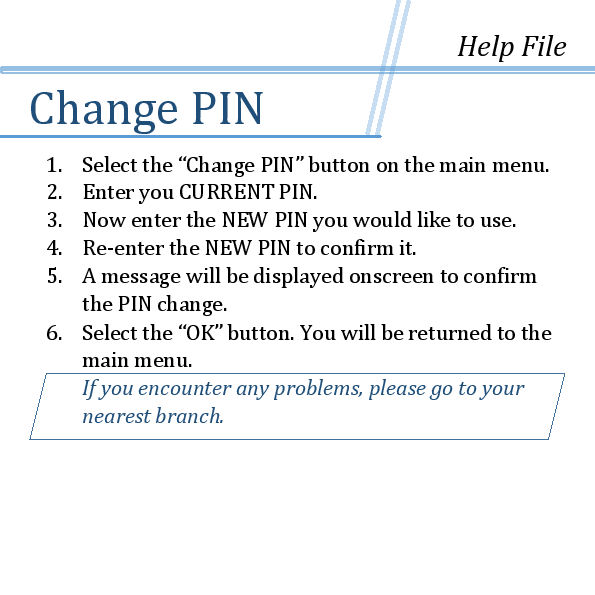 Help File
Change PIN
1. Select the “Change PIN” button on the main menu.
2. Enter you CURRENT PIN.
3. Now enter the NEW PIN you would like to use.
4. Re-enter the NEW PIN to confirm it.
5. A message will be displayed onscreen to confirm
the PIN change.
6. Select the “OK” button. You will be returned to the
main menu.
If you encounter any problems, please go to your
nearest branch.